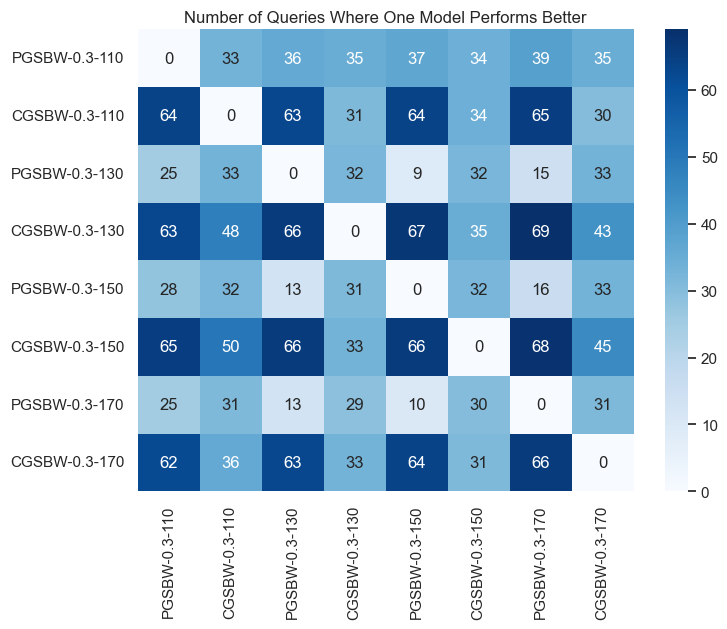 Number of Queries Where One Model Performs Better
PGSBW-0.3-110 0 33 36 35 37 34 39 35
CGSBW-0.3-110 64 0 63 31 64 34 65 30
PGSBW-0.3-130 25 33 0 32 9 32 15 33
CGSBW-0.3-130 63 48 66 0 67 35 69 43
PGSBW-0.3-150 28 32 13 31 0 32 16 33
CGSBW-0.3-150 65 50 66 33 66 0 68 45
PGSBW-0.3-170 25 31 13 29 10 30 0 31
CGSBW-0.3-170 62 36 63 33 64 31 66 0
PGSBW-0.3-110
CGSBW-0.3-110
PGSBW-0.3-130
CGSBW-0.3-130
PGSBW-0.3-150
CGSBW-0.3-150
PGSBW-0.3-170
CGSBW-0.3-170
60
50
40
30
20
10
0